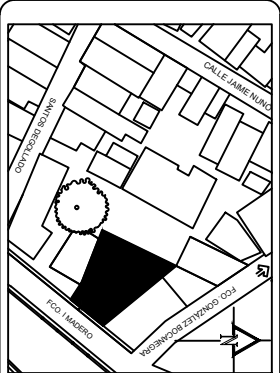 CALLE JAIME NUNO
SANTOS DEGOLLADO
FCO. GONZALEZ BOCANEGRA
FCO. I MADERO
N